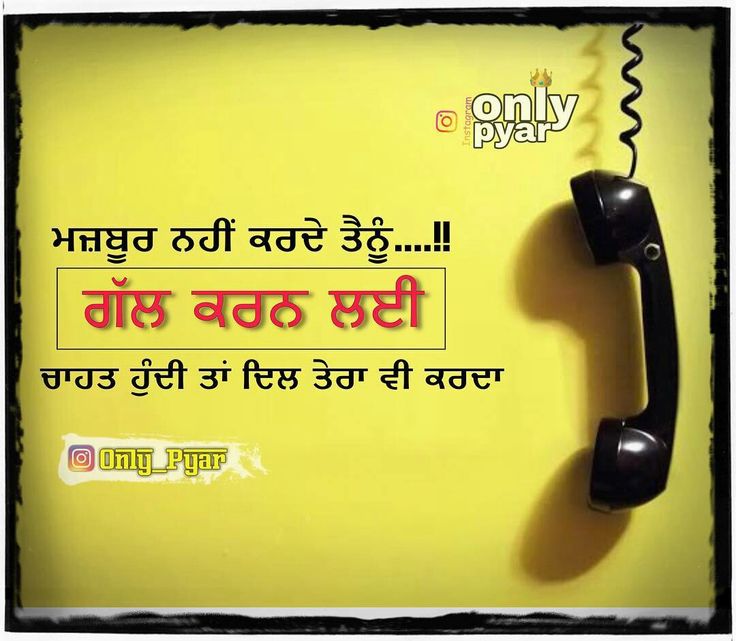 Instagram
only
pyar
ਮਜ਼ਬੂਰ ਨਹੀਂ ਕਰਦੇ ਤੈਨੂੰ....!!
ਗੱਲ ਕਰਨ ਲਈ
ਚਾਹਤ ਹੁੰਦੀ ਤਾਂ ਦਿਲ ਤੇਰਾ ਵੀ ਕਰਦਾ
Only_Pyar